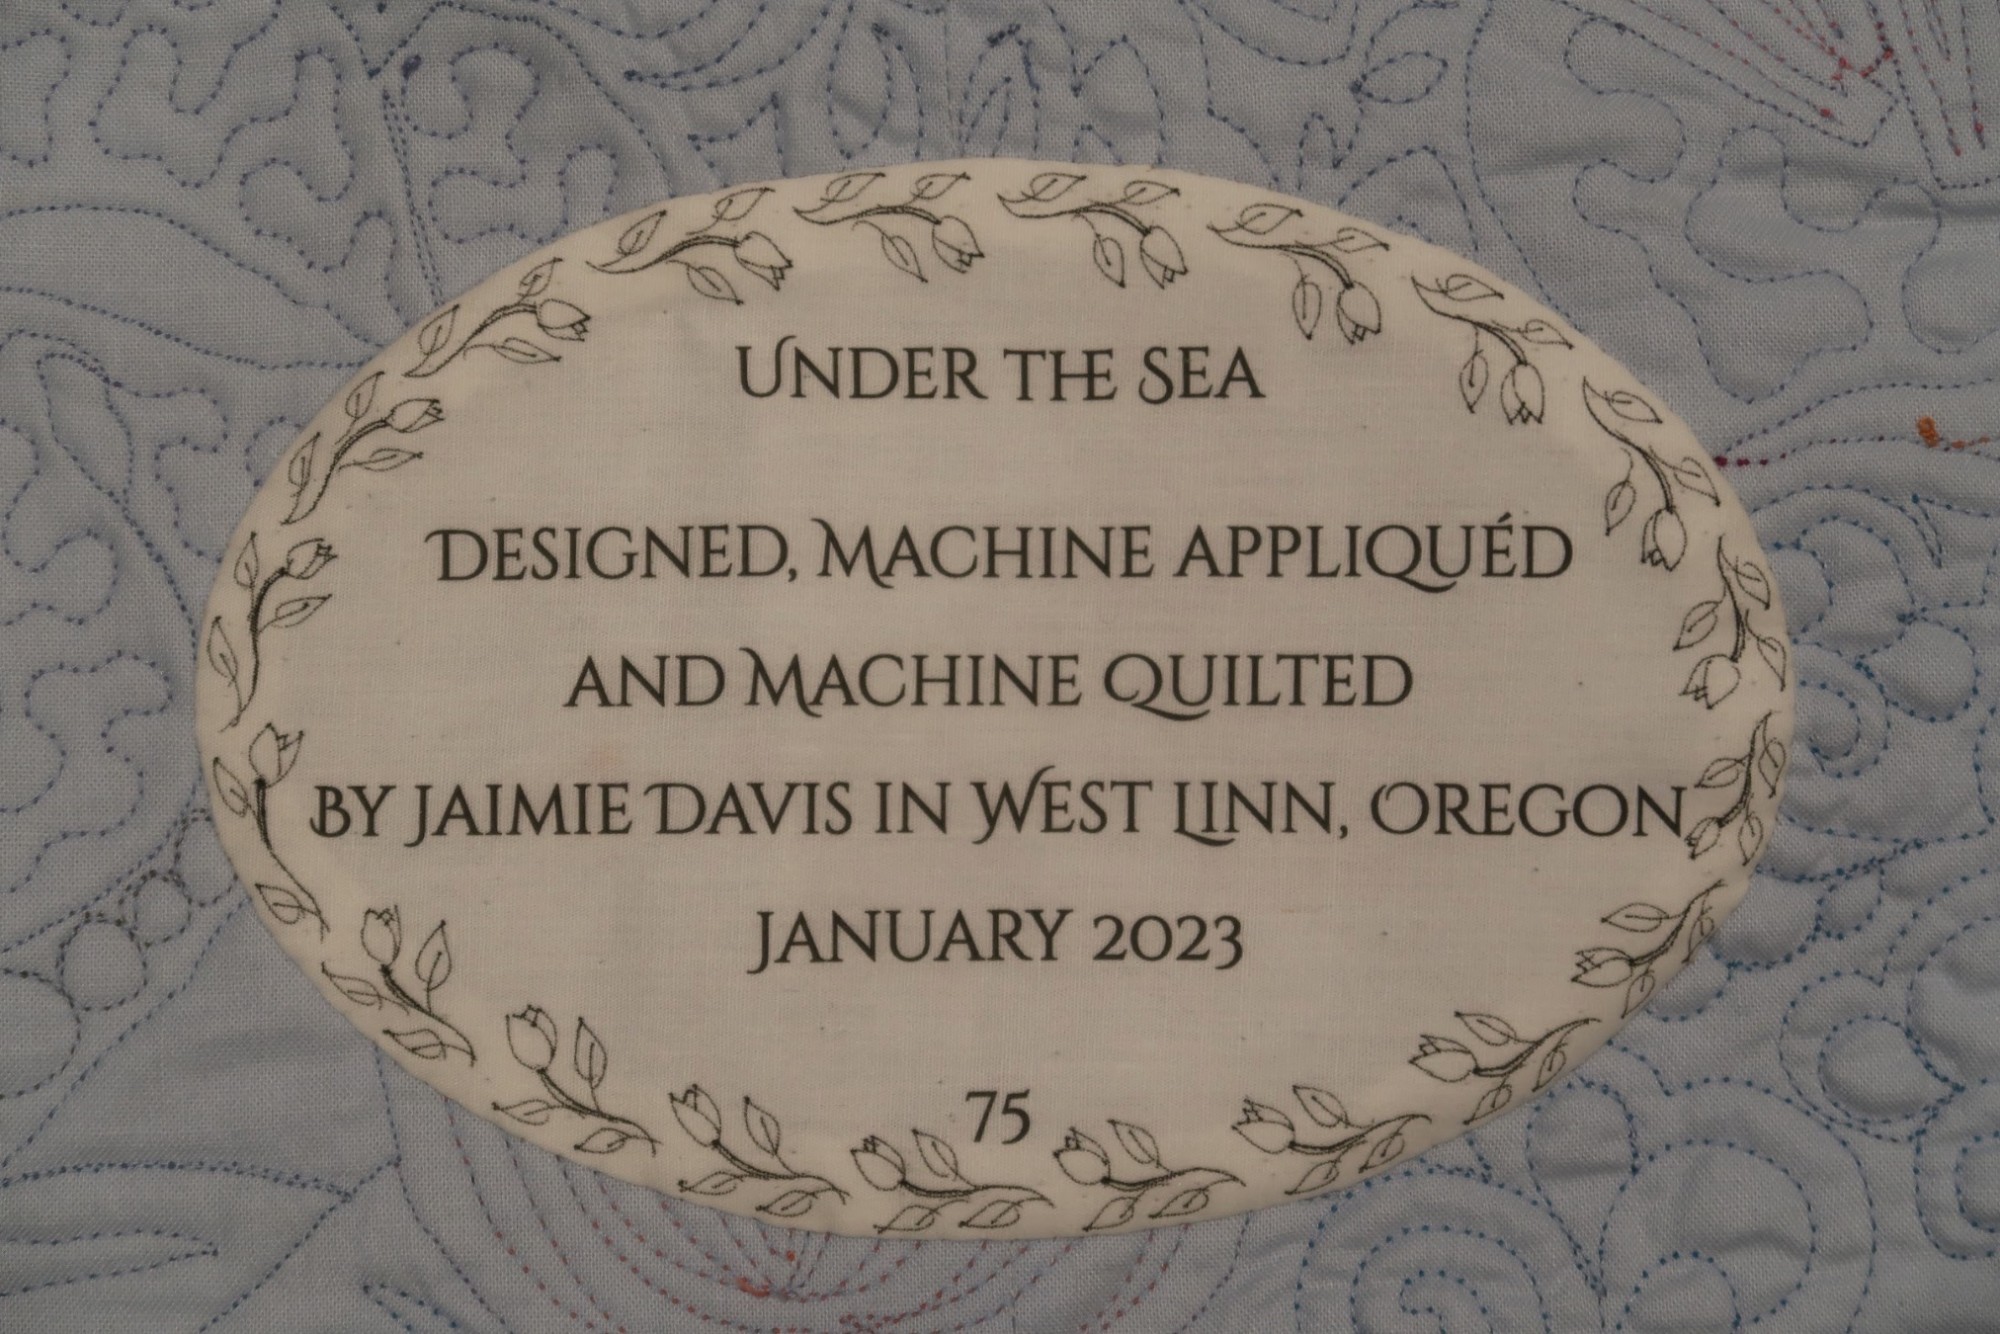 Under the Sea
Designed, Machine Appliquéd
and Machine Quilted
by Jaimie Davis in West Linn, Oregon
January 2023
75